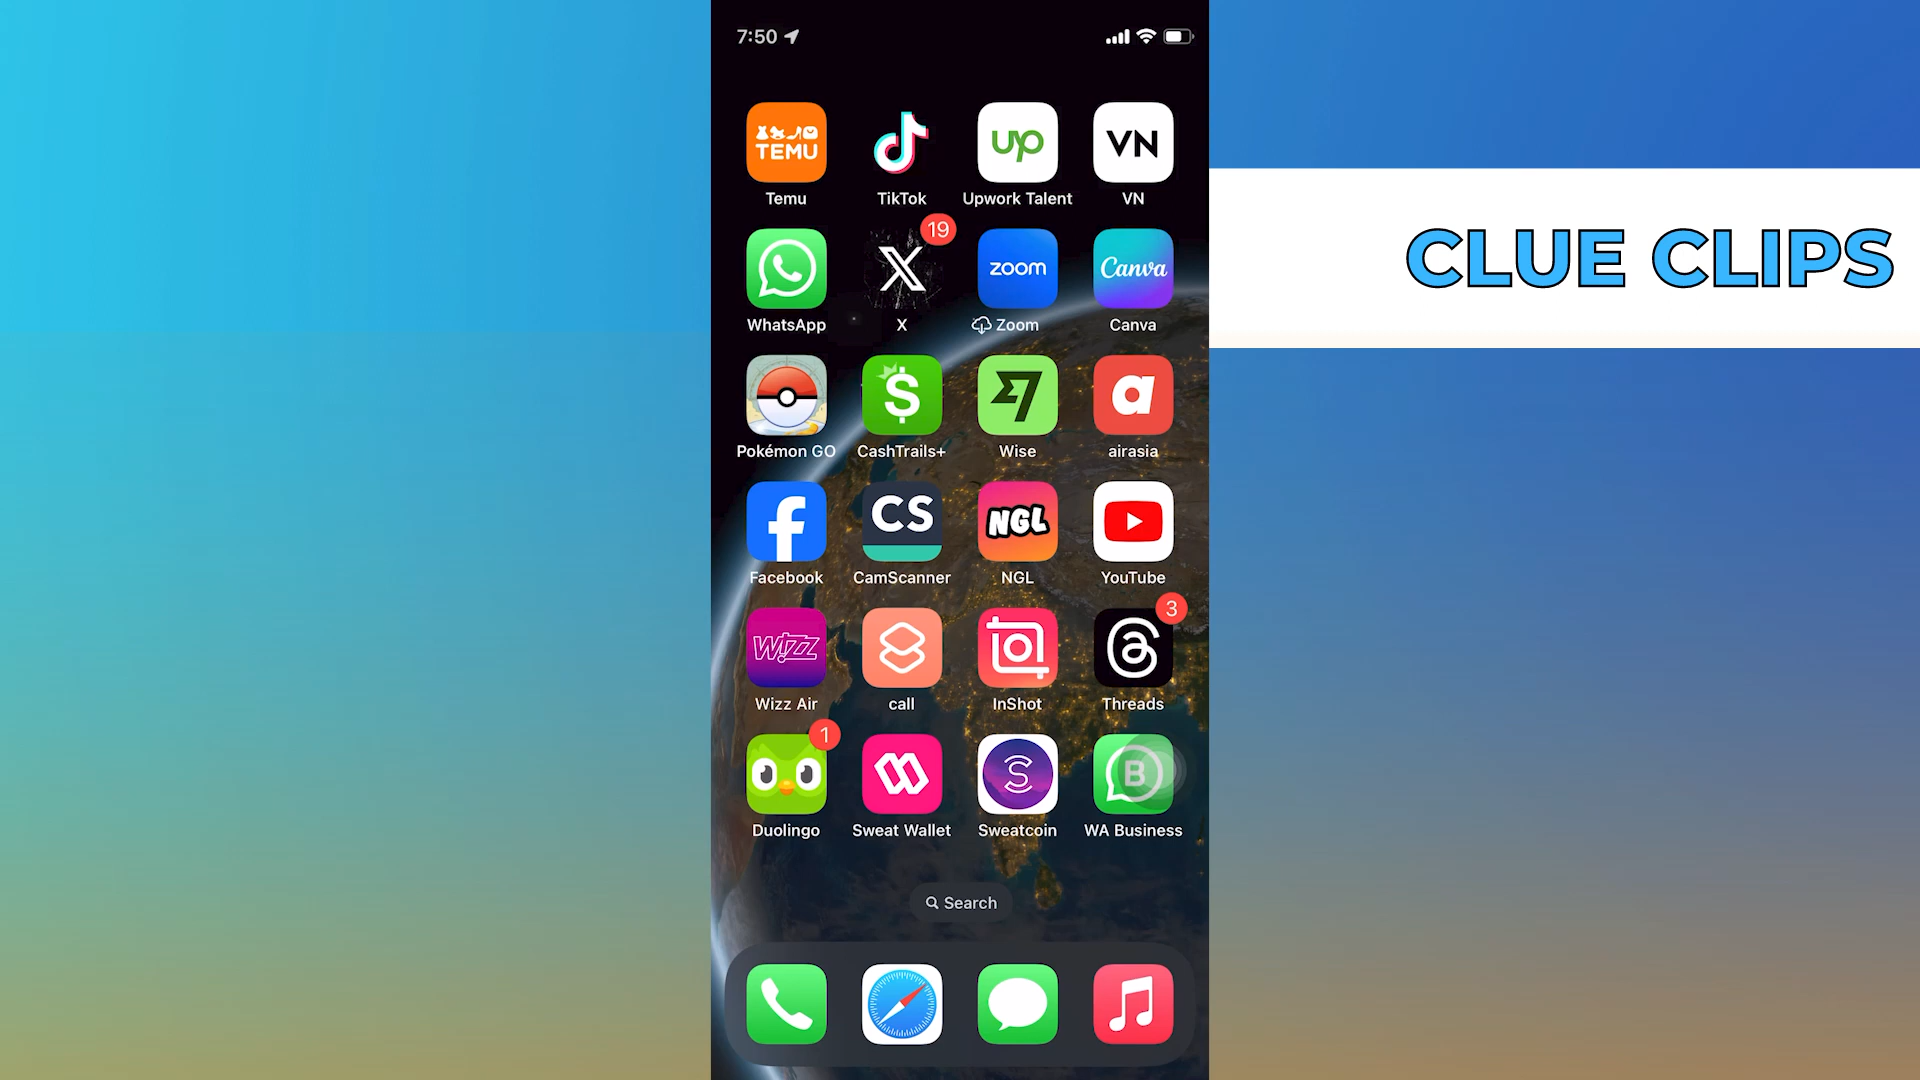 7:50
TEMU
up
VN
Temu
TikTok
Upwork Talent
VN
19
zoom
Canva
WhatsApp
X
Zoom
Canva
CLUE CLIPS
$
a
Pokémon GO
CashTrails+
Wise
airasia
f
CS
NGL
Facebook
CamScanner
NGL
YouTube
3
W!ZZ
Wizz Air
call
InShot
Threads
1
S
B
Duolingo
Sweat Wallet
Sweatcoin
WA Business
Search